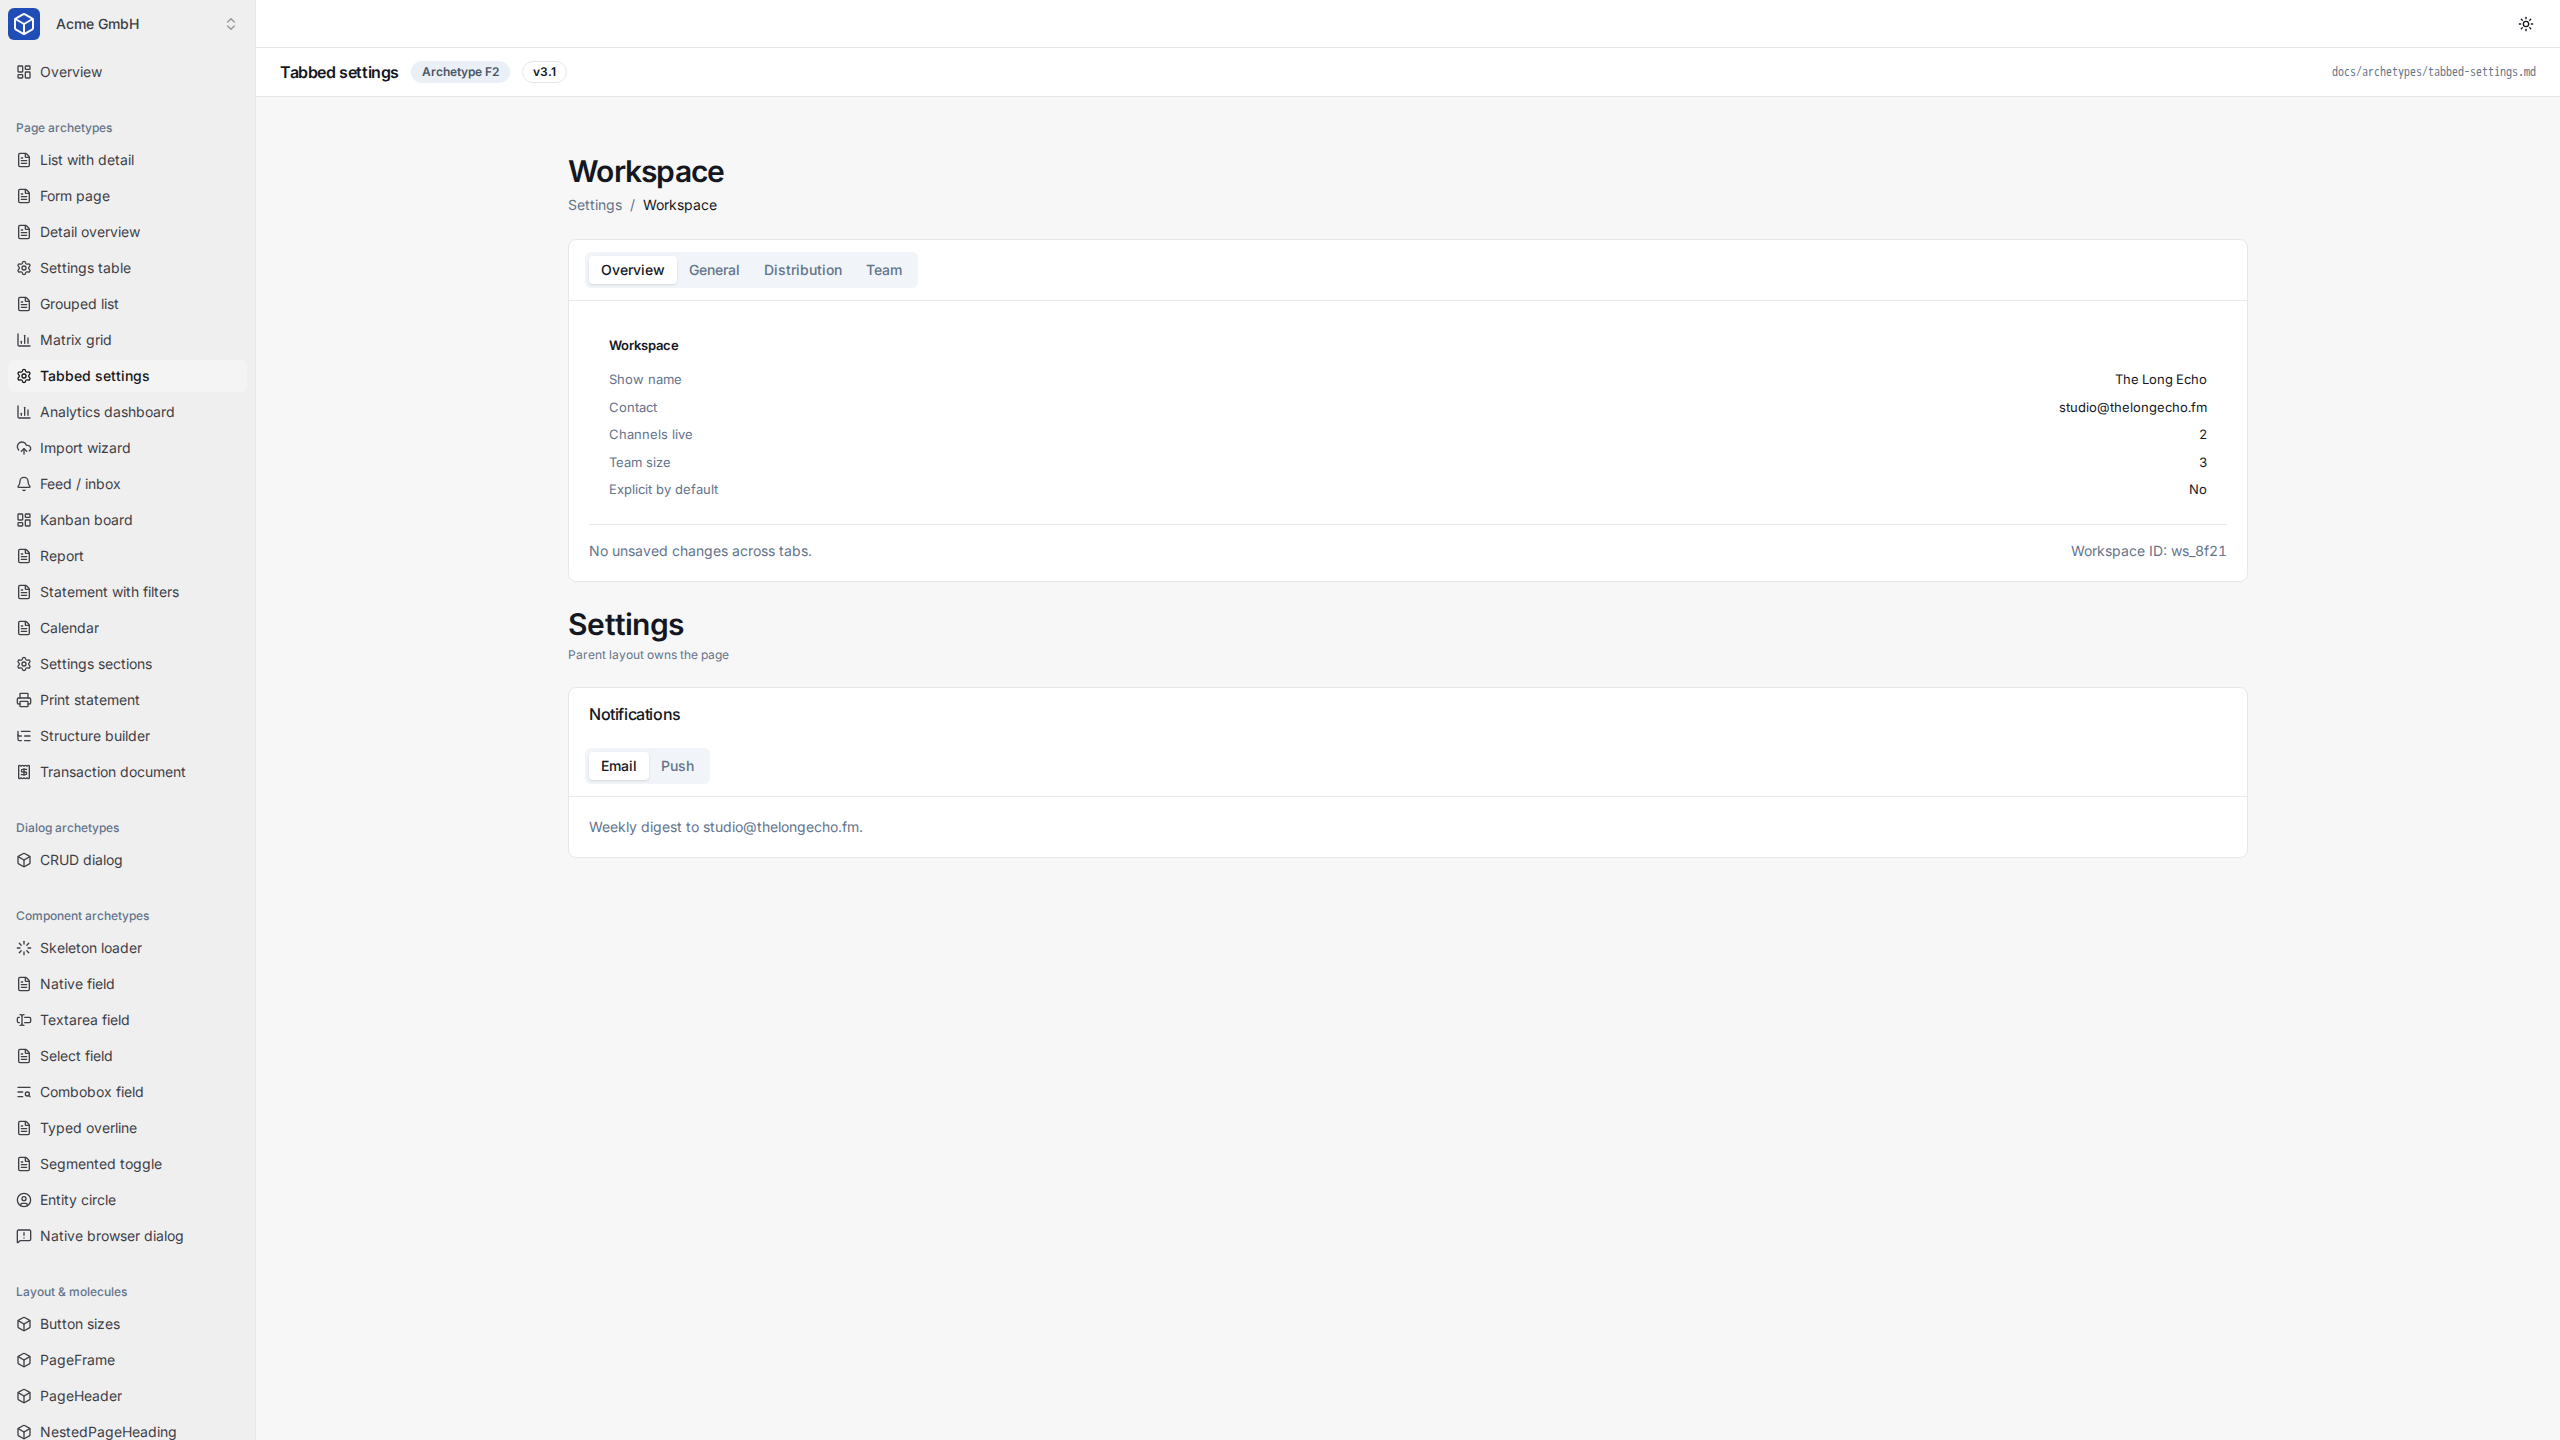 Acme GmbH
Overview
Page archetypes
List with detail
Form page
Detail overview
Settings table
Grouped list
Matrix grid
Tabbed settings
Analytics dashboard
Import wizard
Feed / inbox
Kanban board
Report
Statement with filters
Calendar
Settings sections
Print statement
Structure builder
Transaction document
Dialog archetypes
CRUD dialog
Component archetypes
Skeleton loader
Native field
Textarea field
Select field
Combobox field
Typed overline
Segmented toggle
Entity circle
Native browser dialog
Layout & molecules
Button sizes
PageFrame
PageHeader
NestedPageHeading
Tabbed settings Archetype F2 v3.1 docs/archetypes/tabbed-settings.md
Workspace
Settings / Workspace
Overview General Distribution Team
Workspace
Show name The Long Echo
Contact studio@thelongecho.fm
Channels live 2
Team size 3
Explicit by default No
No unsaved changes across tabs. Workspace ID: ws_8f21
Settings
Parent layout owns the page
Notifications
Email Push
Weekly digest to studio@thelongecho.fm.